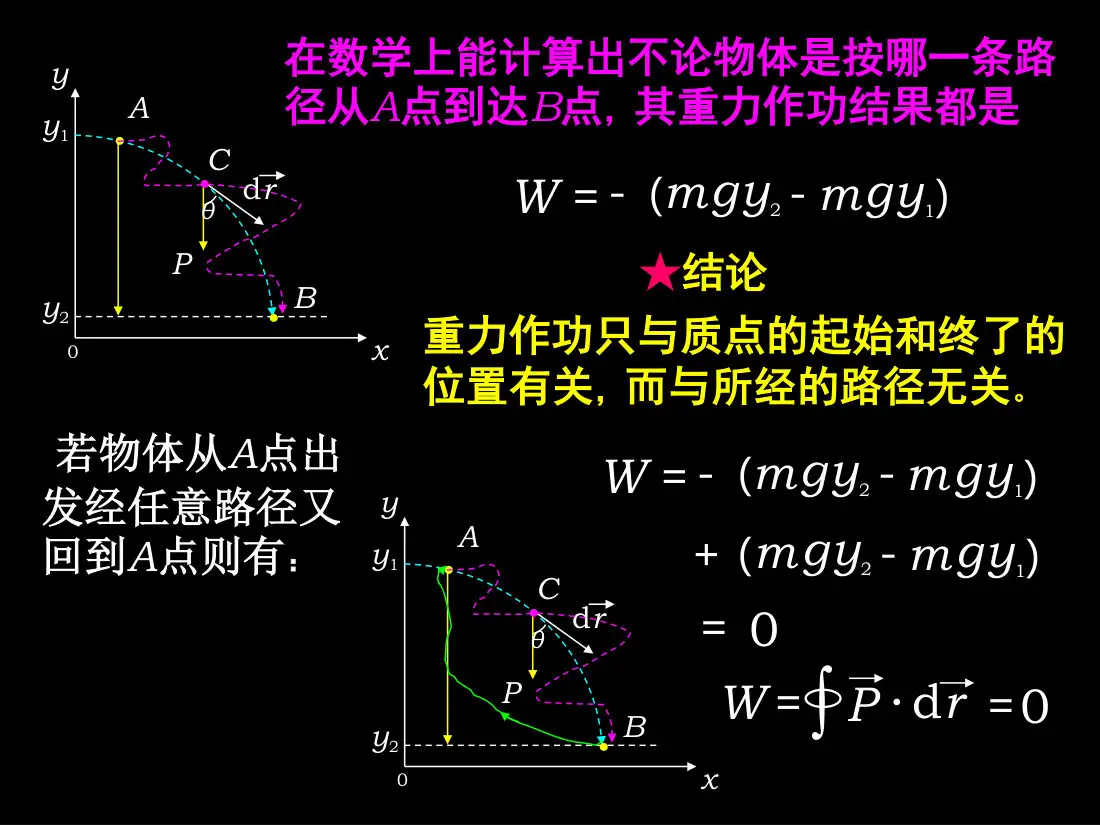 在数学上能计算出不论物体是按哪一条路
径从A点到达B点，其重力作功结果都是
y
A
y₁
C
dr⃗
θ
P
B
y₂
0
x
W = - (mgy₂ - mgy₁)
★结论
重力作功只与质点的起始和终了的
位置有关，而与所经的路径无关。
若物体从A点出
发经任意路径又
回到A点则有：
y
A
y₁
C
dr⃗
θ
P
B
y₂
0
x
W = - (mgy₂ - mgy₁)
+ (mgy₂ - mgy₁)
= 0
W = ∮ P⃗ · dr⃗ = 0